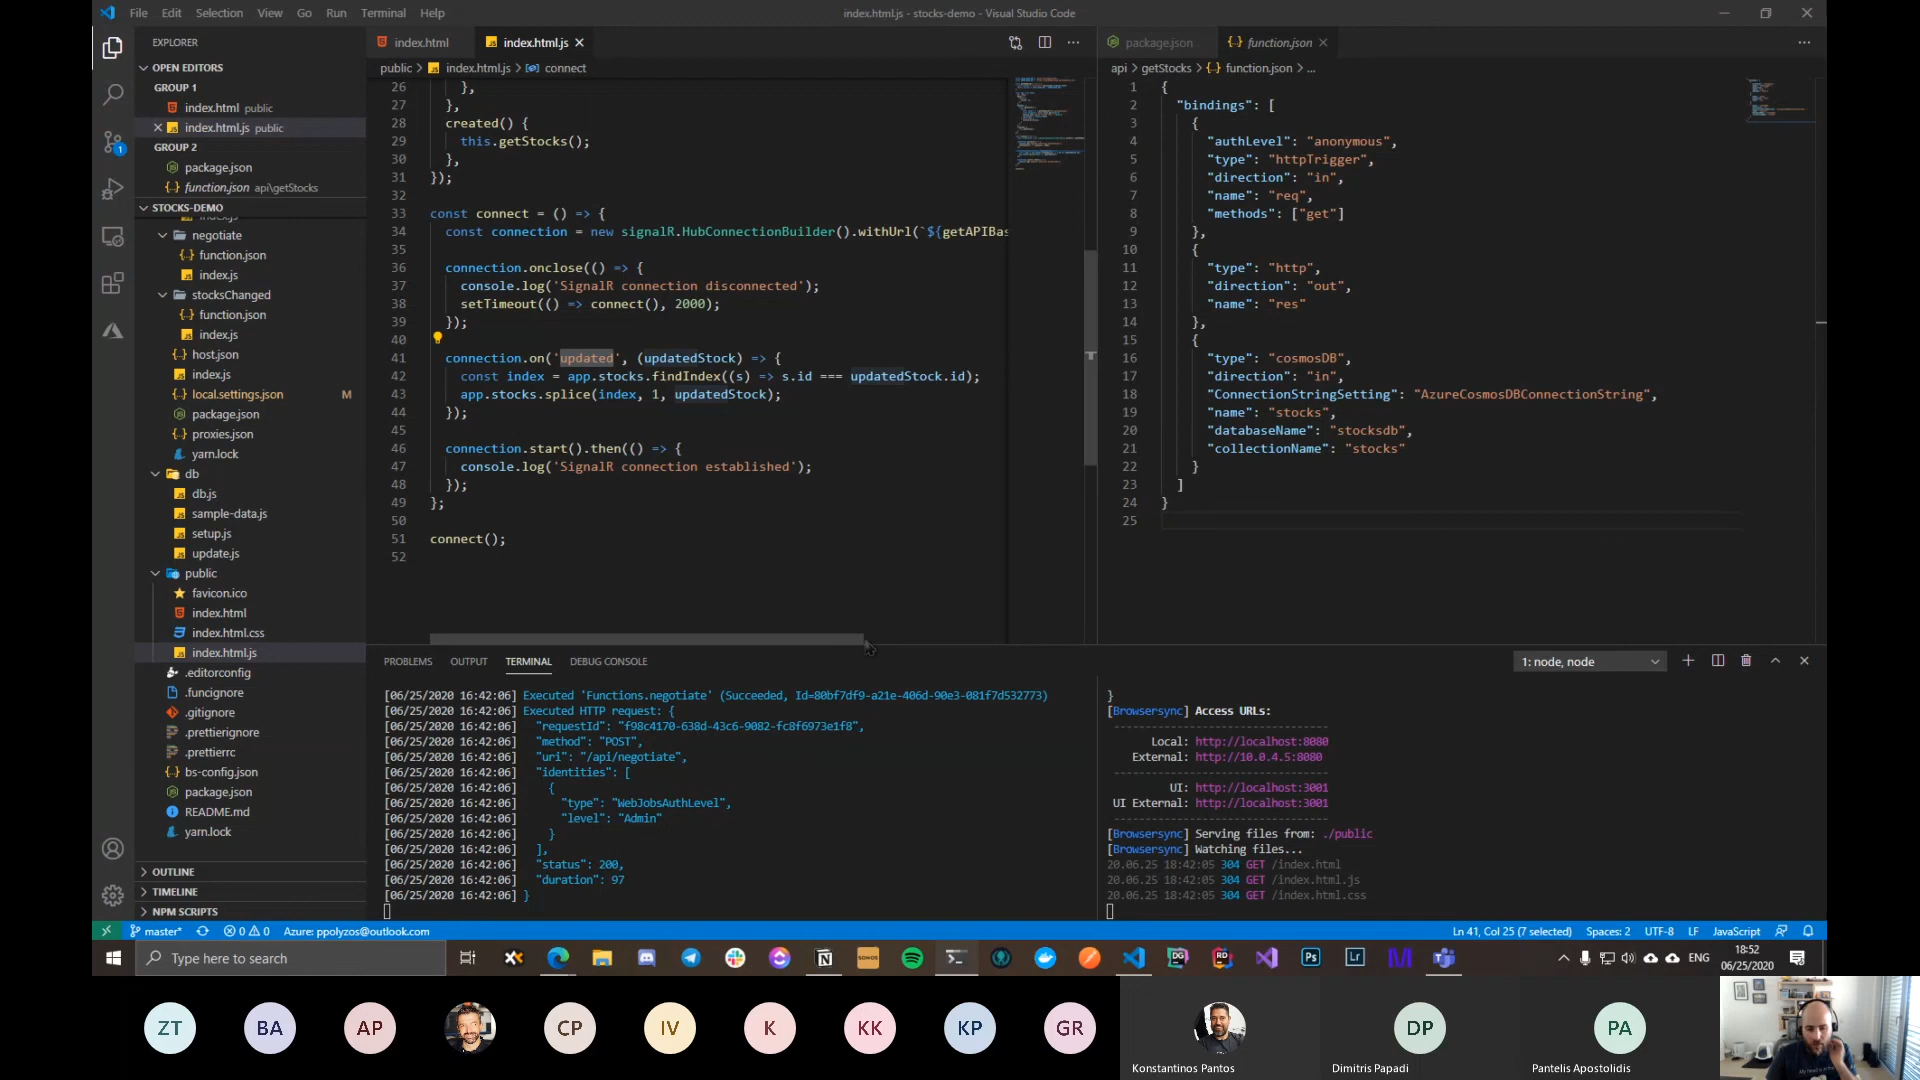 File Edit Selection View Go Run Terminal Help
index.html.js - stocks-demo - Visual Studio Code
EXPLORER
OPEN EDITORS
GROUP 1
index.html public
index.html.js public
GROUP 2
package.json
function.json api\getStocks
STOCKS-DEMO
index.js
negotiate
function.json
index.js
stocksChanged
function.json
index.js
host.json
index.js
local.settings.json M
package.json
proxies.json
yarn.lock
db
db.js
sample-data.js
setup.js
update.js
public
favicon.ico
index.html
index.html.css
index.html.js
.editorconfig
.funcignore
.gitignore
.prettierignore
.prettierrc
bs-config.json
package.json
README.md
yarn.lock
OUTLINE
TIMELINE
NPM SCRIPTS
index.html
index.html.js
public > index.html.js > connect
26 },
27 },
28 created() {
29 this.getStocks();
30 },
31 });
32
33 const connect = () => {
34 const connection = new signalR.HubConnectionBuilder().withUrl(`${getAPIBas
35
36 connection.onclose(() => {
37 console.log('SignalR connection disconnected');
38 setTimeout(() => connect(), 2000);
39 });
40
41 connection.on('updated', (updatedStock) => {
42 const index = app.stocks.findIndex((s) => s.id === updatedStock.id);
43 app.stocks.splice(index, 1, updatedStock);
44 });
45
46 connection.start().then(() => {
47 console.log('SignalR connection established');
48 });
49 };
50
51 connect();
52
package.json
function.json
api > getStocks > function.json > ...
1 {
2 "bindings": [
3 {
4 "authLevel": "anonymous",
5 "type": "httpTrigger",
6 "direction": "in",
7 "name": "req",
8 "methods": ["get"]
9 },
10 {
11 "type": "http",
12 "direction": "out",
13 "name": "res"
14 },
15 {
16 "type": "cosmosDB",
17 "direction": "in",
18 "ConnectionStringSetting": "AzureCosmosDBConnectionString",
19 "name": "stocks",
20 "databaseName": "stocksdb",
21 "collectionName": "stocks"
22 }
23 ]
24 }
25
PROBLEMS OUTPUT TERMINAL DEBUG CONSOLE
1: node, node
[06/25/2020 16:42:06] Executed 'Functions.negotiate' (Succeeded, Id=80bf7df9-a21e-406d-90e3-081f7d532773)
[06/25/2020 16:42:06] Executed HTTP request: {
[06/25/2020 16:42:06] "requestId": "f98c4170-638d-43c6-9082-fc8f6973e1f8",
[06/25/2020 16:42:06] "method": "POST",
[06/25/2020 16:42:06] "uri": "/api/negotiate",
[06/25/2020 16:42:06] "identities": [
[06/25/2020 16:42:06] {
[06/25/2020 16:42:06] "type": "WebJobsAuthLevel",
[06/25/2020 16:42:06] "level": "Admin"
[06/25/2020 16:42:06] }
[06/25/2020 16:42:06] ],
[06/25/2020 16:42:06] "status": 200,
[06/25/2020 16:42:06] "duration": 97
[06/25/2020 16:42:06] }
}
[Browsersync] Access URLs:
Local: http://localhost:8080
External: http://10.0.4.5:8080
UI: http://localhost:3001
UI External: http://localhost:3001
[Browsersync] Serving files from: ./public
[Browsersync] Watching files...
20.06.25 18:42:05 304 GET /index.html
20.06.25 18:42:05 304 GET /index.html.js
20.06.25 18:42:05 304 GET /index.html.css
master* 0 0 Azure: ppolyzos@outlook.com
Ln 41, Col 25 (7 selected) Spaces: 2 UTF-8 LF JavaScript
Type here to search
ENG
18:52
06/25/2020
ZT BA AP CP IV K KK KP GR DP PA
Konstantinos Pantos
Dimitris Papadi
Pantelis Apostolidis